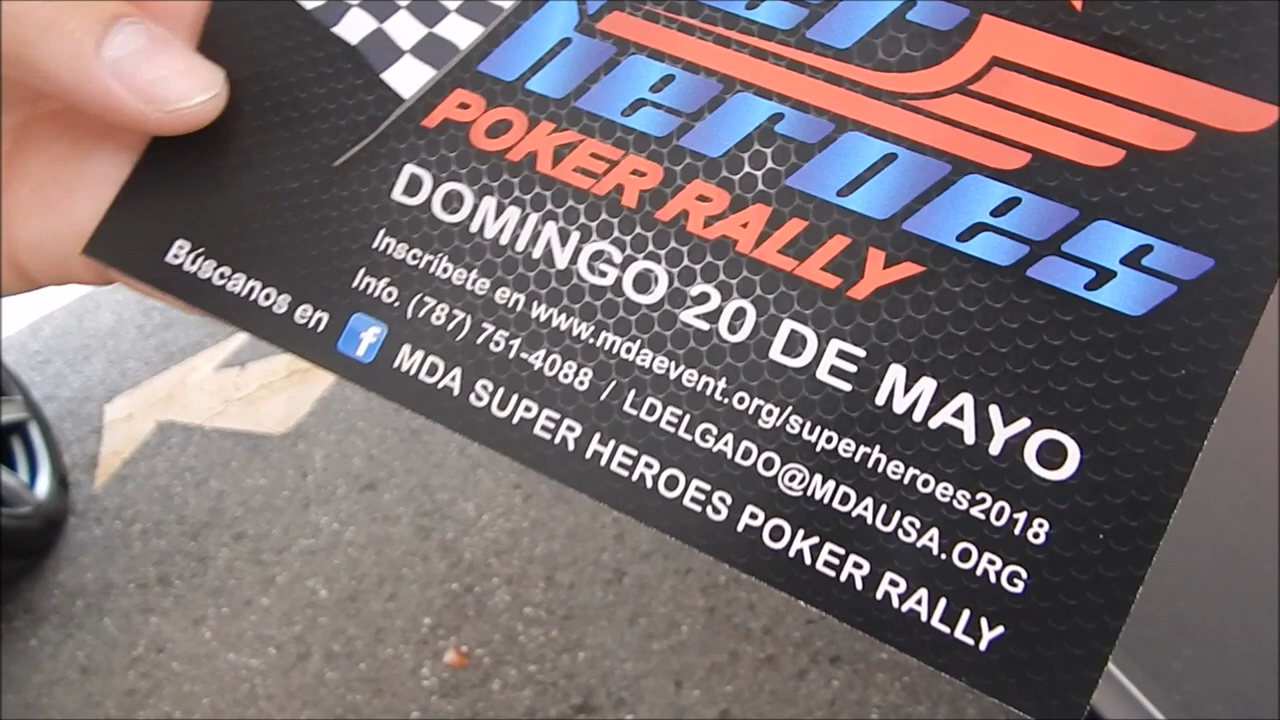 heroes
POKER RALLY
DOMINGO 20 DE MAYO
Inscríbete en www.mdaevent.org/superheroes2018
Info. (787) 751-4088 / LDELGADO@MDAUSA.ORG
Búscanos en f MDA SUPER HEROES POKER RALLY